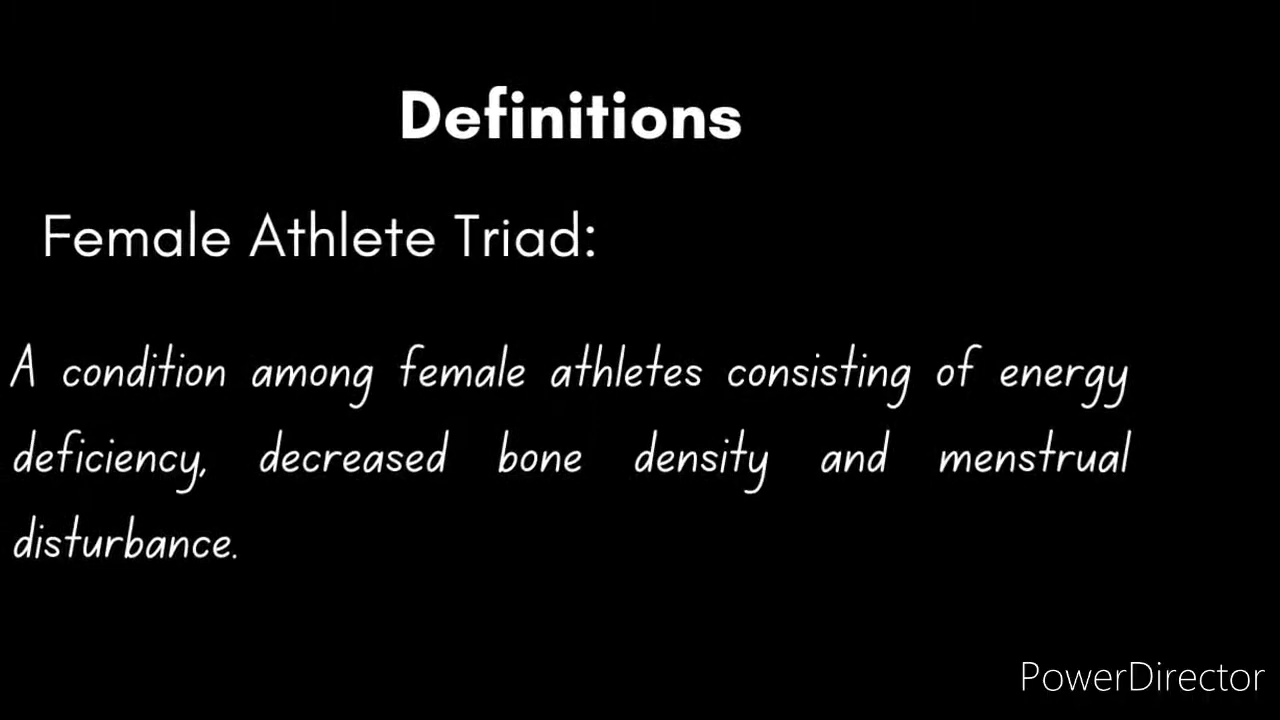 Definitions
Female Athlete Triad:
A condition among female athletes consisting of energy
deficiency, decreased bone density and menstrual
disturbance.
PowerDirector